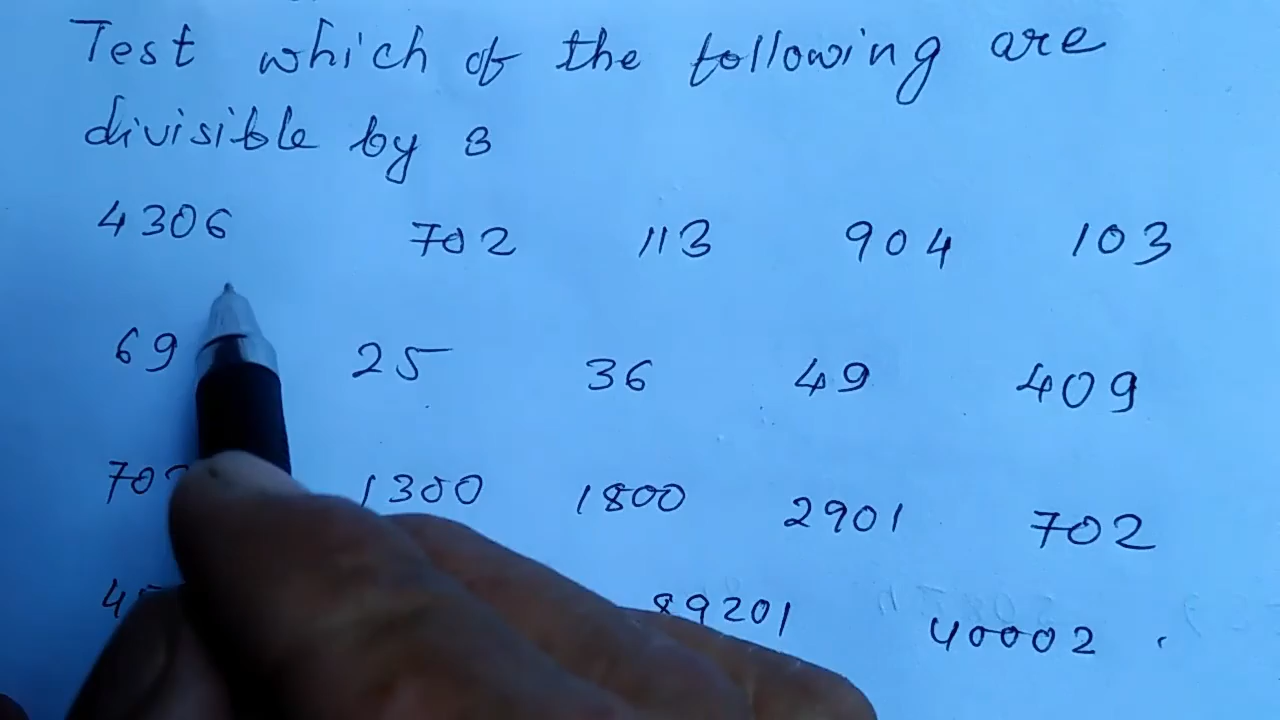 Test which of the following are
divisible by 3
4306 702 113 904 103
69 25 36 49 409
1300 1800 2901 702
89201 40002